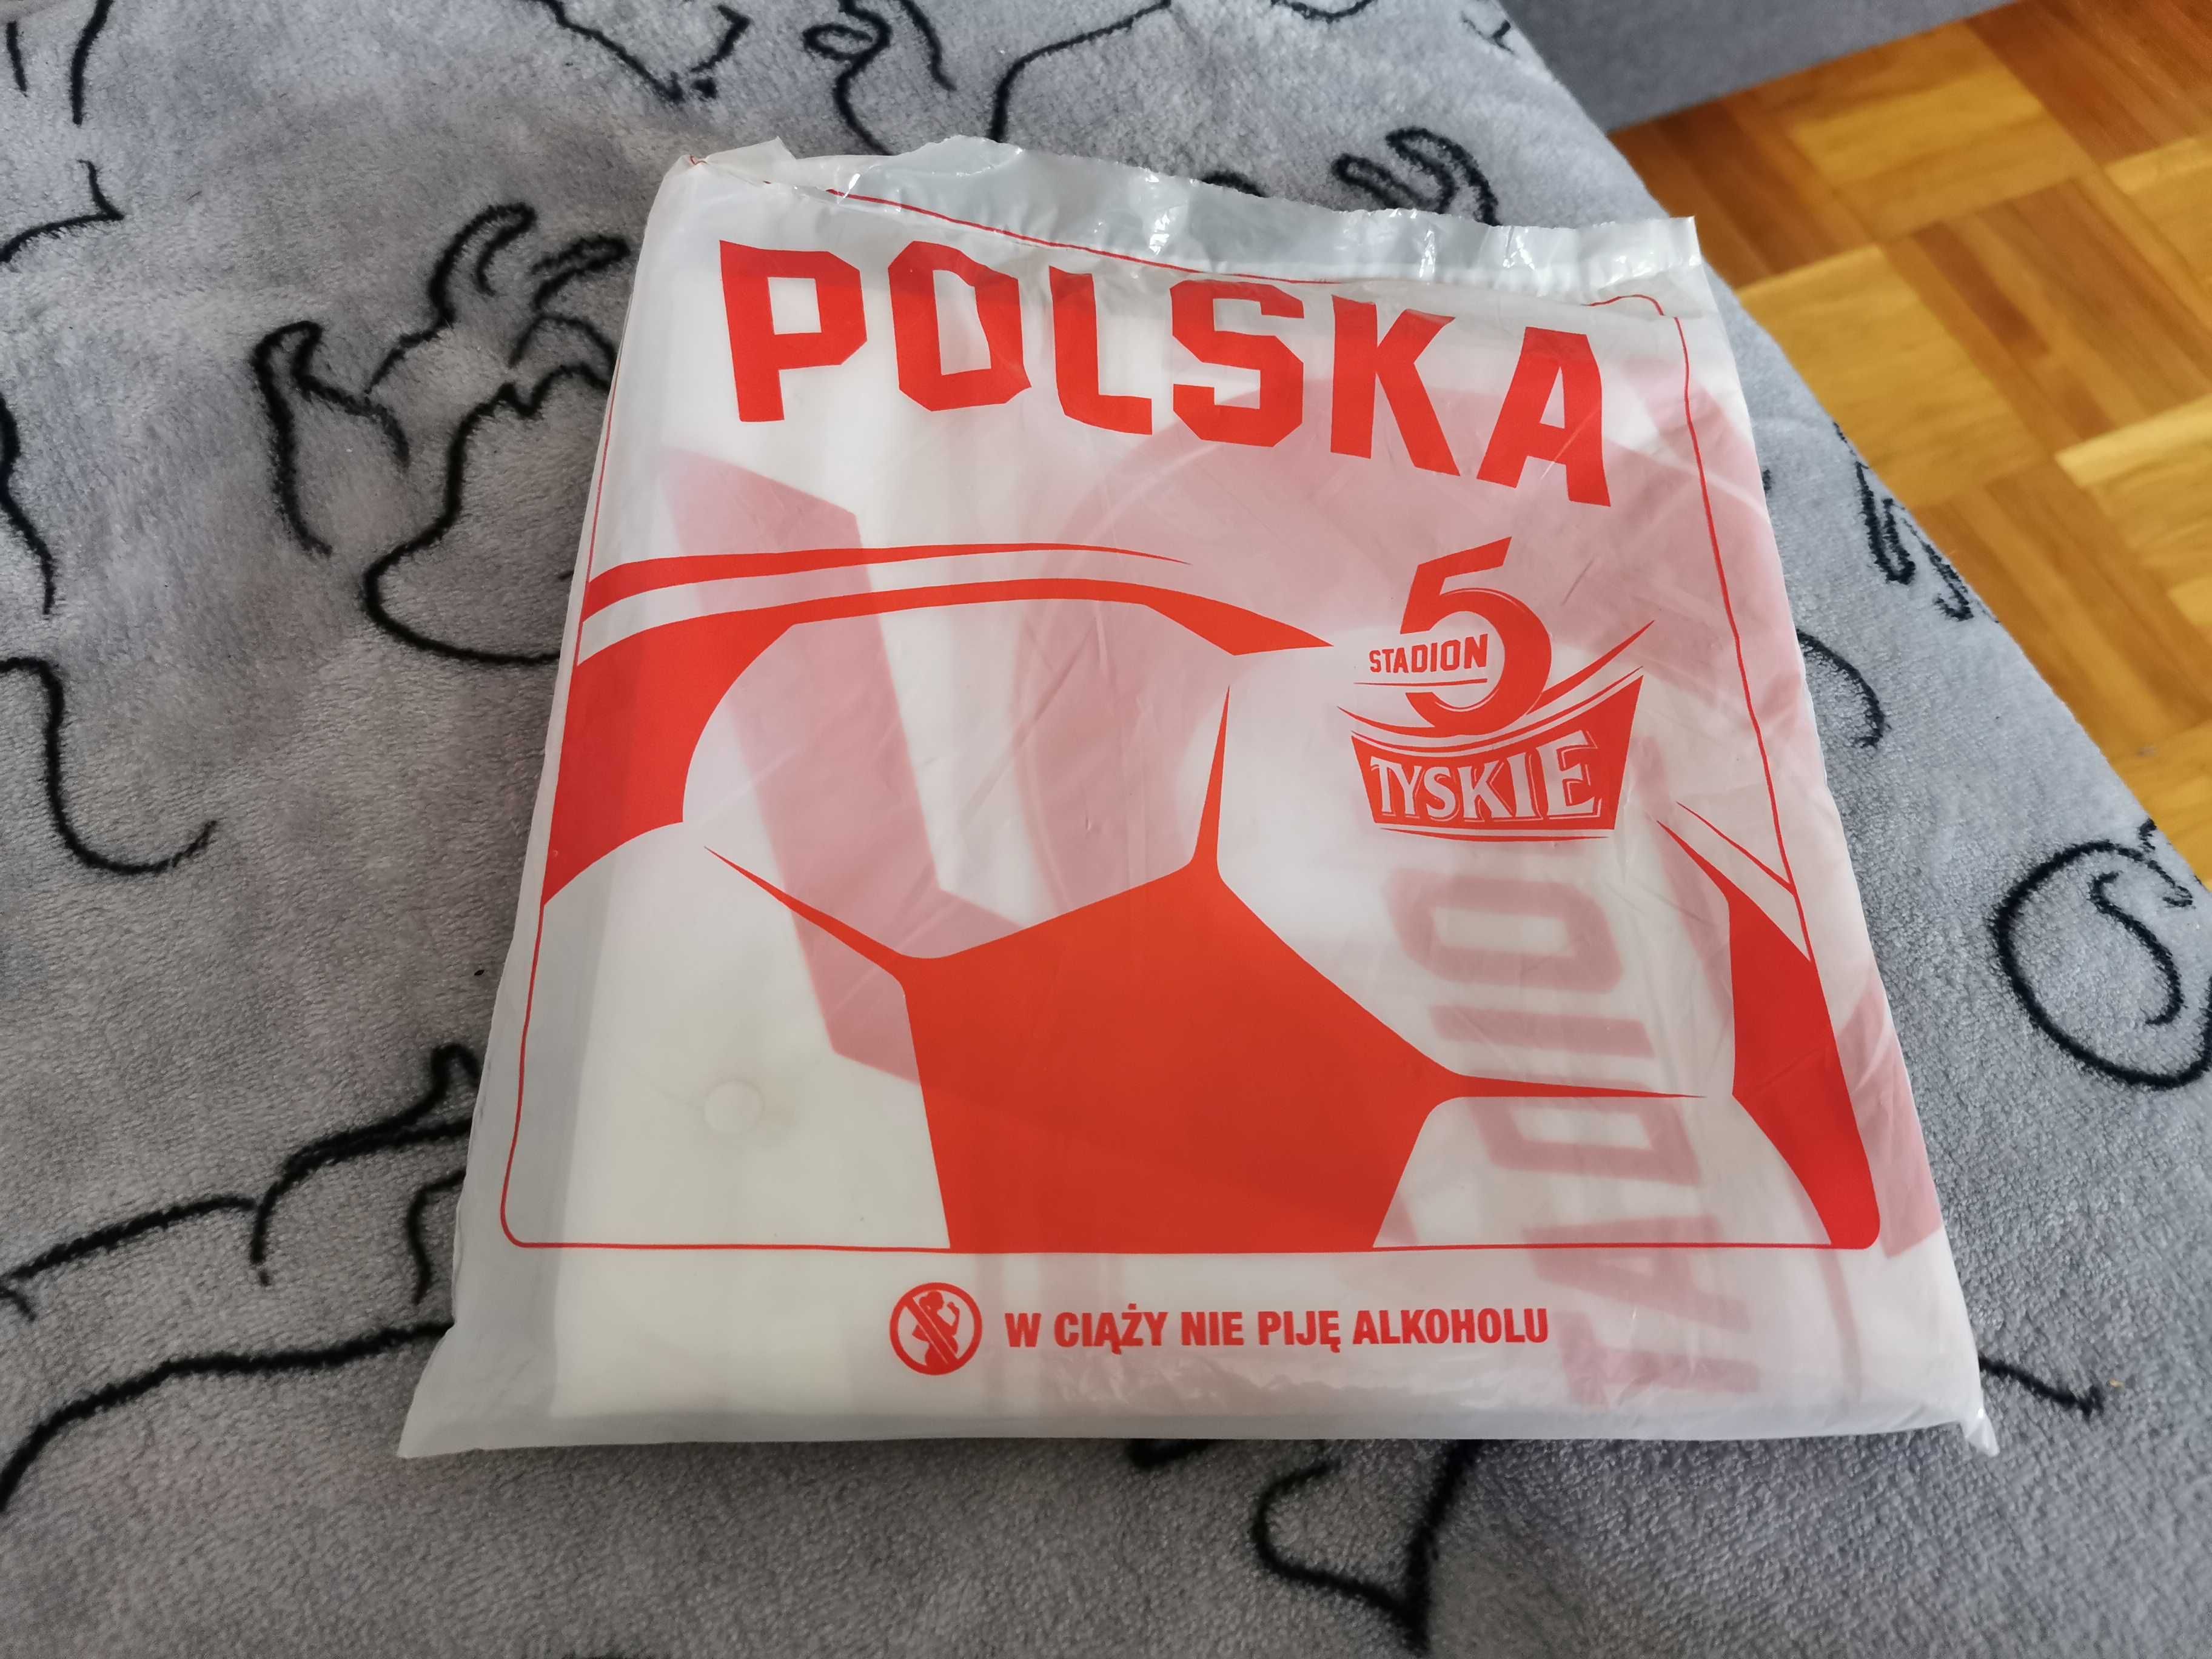 POLSKA
5
STADION
TYSKIE
W CIĄŻY NIE PIJĘ ALKOHOLU